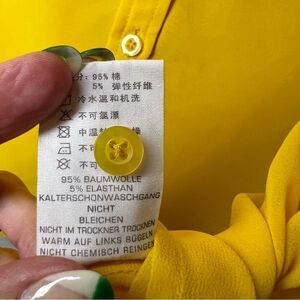 分: 95% 棉
5% 弹性纤维
冷水温和机洗
不可氯漂
中温
不可
95% BAUMWOLLE
5% ELASTHAN
KALTERSCHONWASCHGANG
NICHT
BLEICHEN
NICHT IM TROCKNER TROCKNEN
WARM AUF LINKS BÜGELN
NICHT CHEMISCH REINIGEN